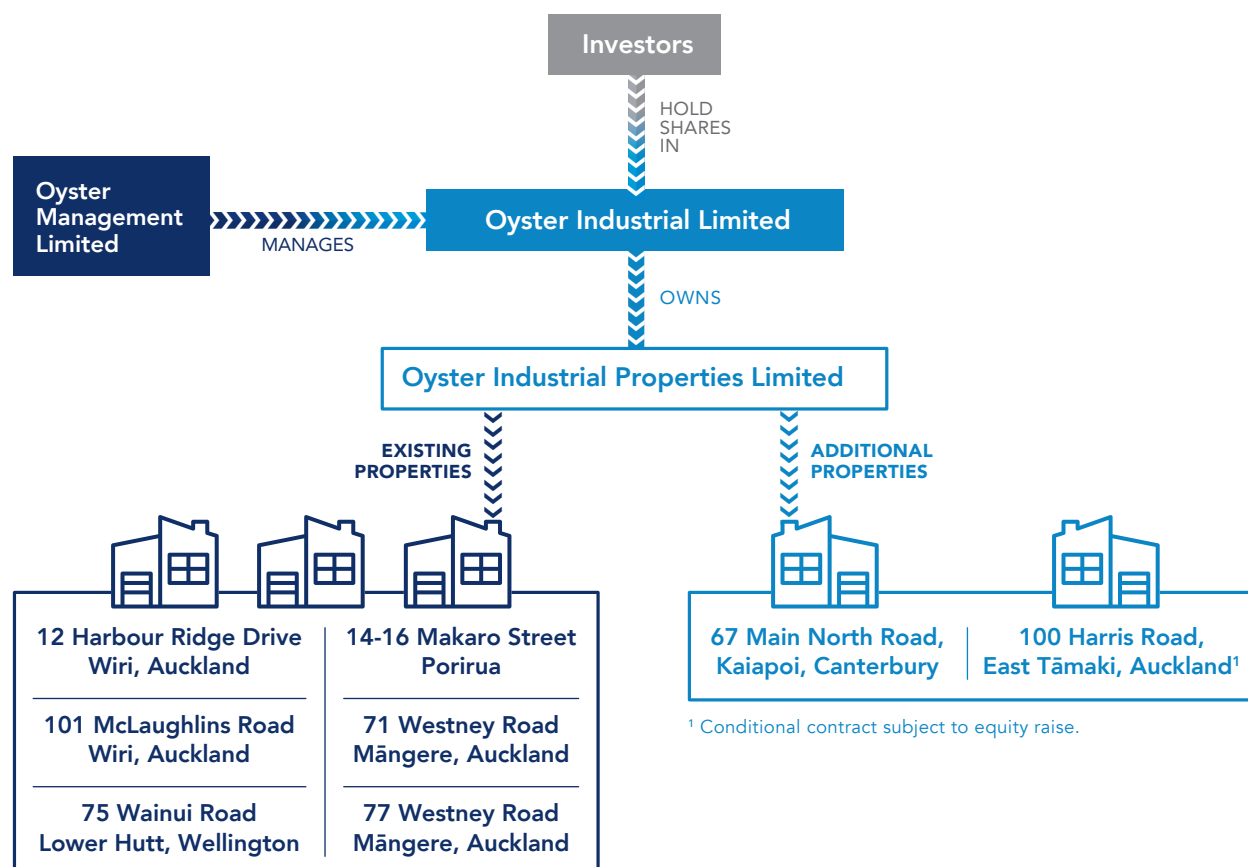 Investors
HOLD
SHARES
IN
Oyster
Management
Limited
MANAGES
Oyster Industrial Limited
OWNS
Oyster Industrial Properties Limited
EXISTING
PROPERTIES
ADDITIONAL
PROPERTIES
12 Harbour Ridge Drive
Wiri, Auckland
14-16 Makaro Street
Porirua
101 McLaughlins Road
Wiri, Auckland
71 Westney Road
Māngere, Auckland
75 Wainui Road
Lower Hutt, Wellington
77 Westney Road
Māngere, Auckland
67 Main North Road,
Kaiapoi, Canterbury
100 Harris Road,
East Tāmaki, Auckland¹
¹ Conditional contract subject to equity raise.